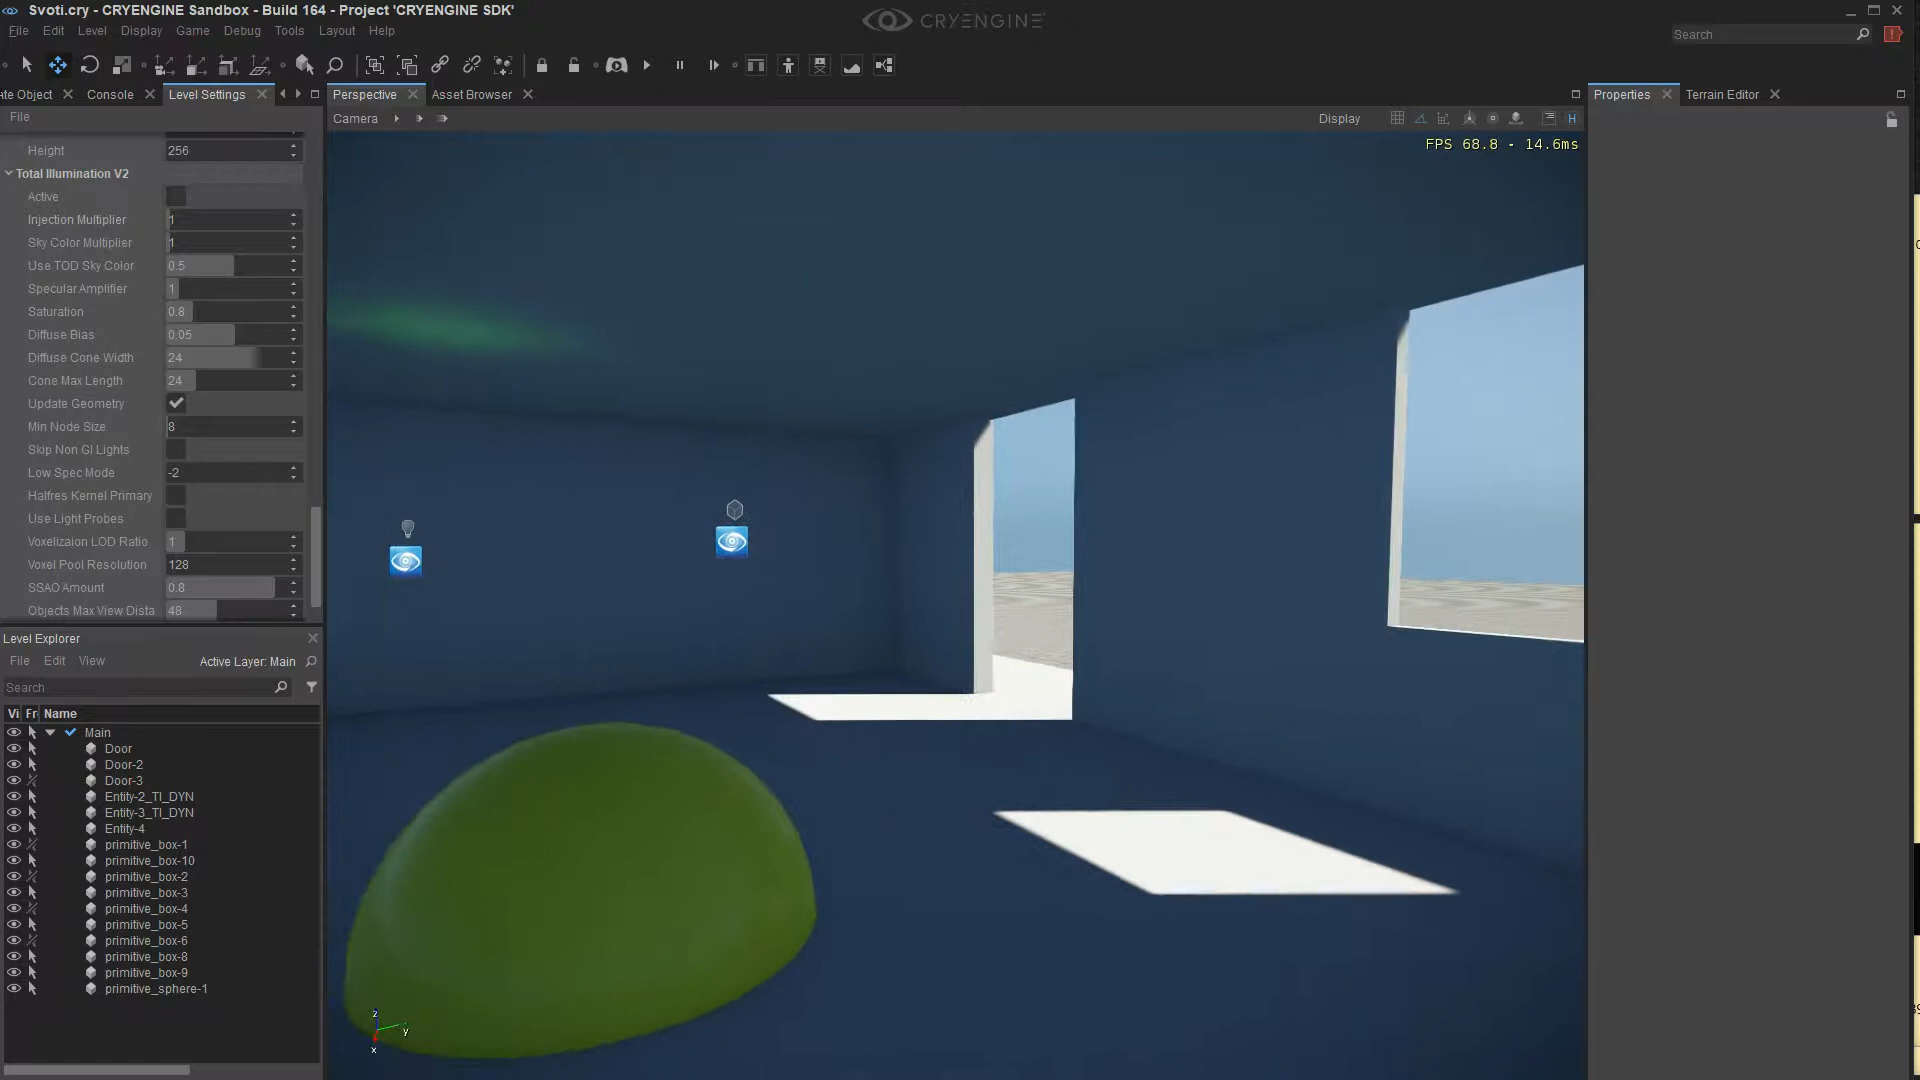 Svoti.cry - CRYENGINE Sandbox - Build 164 - Project 'CRYENGINE SDK'
CRYENGINE
File Edit Level Display Game Debug Tools Layout Help
Search
te Object Console Level Settings
Perspective Asset Browser
Properties Terrain Editor
File
Camera
Display
H
FPS 68.8 - 14.6ms
Height 256
Total Illumination V2
Active
Injection Multiplier 1
Sky Color Multiplier 1
Use TOD Sky Color 0.5
Specular Amplifier 1
Saturation 0.8
Diffuse Bias 0.05
Diffuse Cone Width 24
Cone Max Length 24
Update Geometry
Min Node Size 8
Skip Non GI Lights
Low Spec Mode -2
Halfres Kernel Primary
Use Light Probes
Voxelizaion LOD Ratio 1
Voxel Pool Resolution 128
SSAO Amount 0.8
Objects Max View Dista 48
Level Explorer
File Edit View Active Layer: Main
Search
Vi Fr Name
Main
Door
Door-2
Door-3
Entity-2_TI_DYN
Entity-3_TI_DYN
Entity-4
primitive_box-1
primitive_box-10
primitive_box-2
primitive_box-3
primitive_box-4
primitive_box-5
primitive_box-6
primitive_box-8
primitive_box-9
primitive_sphere-1
z
y
x